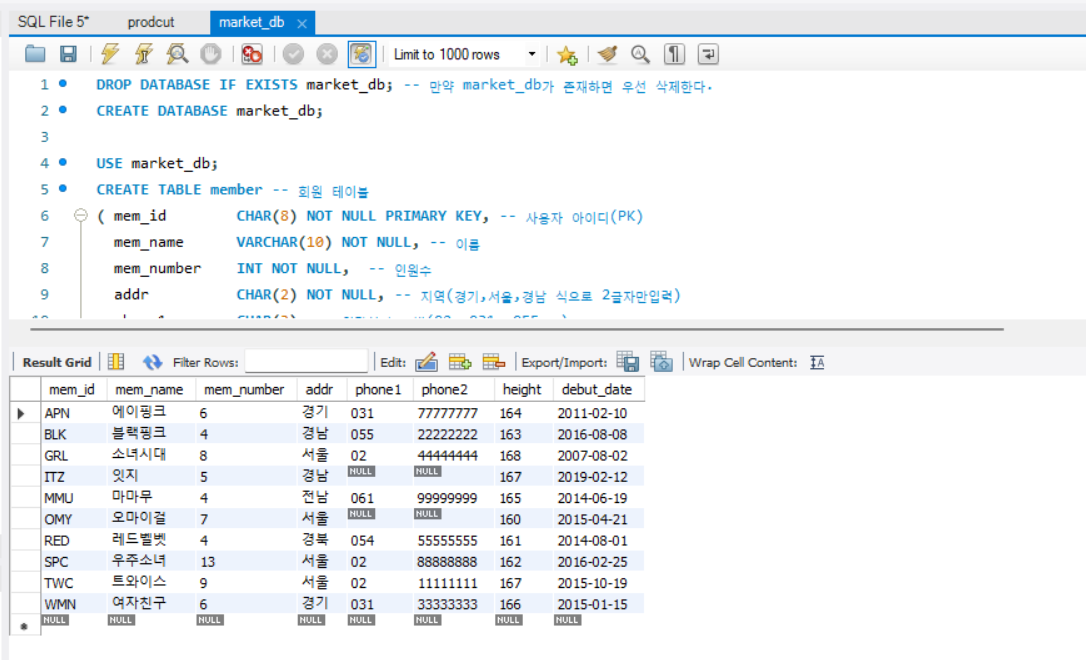 SQL File 5* prodcut market_db ×
Limit to 1000 rows
1 DROP DATABASE IF EXISTS market_db; -- 만약 market_db가 존재하면 우선 삭제한다.
2 CREATE DATABASE market_db;
3
4 USE market_db;
5 CREATE TABLE member -- 회원 테이블
6 ( mem_id CHAR(8) NOT NULL PRIMARY KEY, -- 사용자 아이디(PK)
7 mem_name VARCHAR(10) NOT NULL, -- 이름
8 mem_number INT NOT NULL, -- 인원수
9 addr CHAR(2) NOT NULL, -- 지역(경기,서울,경남 식으로 2글자만입력)
Result Grid Filter Rows: Edit: Export/Import: Wrap Cell Content: IA
mem_id mem_name mem_number addr phone1 phone2 height debut_date
APN 에이핑크 6 경기 031 77777777 164 2011-02-10
BLK 블랙핑크 4 경남 055 22222222 163 2016-08-08
GRL 소녀시대 8 서울 02 44444444 168 2007-08-02
ITZ 잇지 5 경남 NULL NULL 167 2019-02-12
MMU 마마무 4 전남 061 99999999 165 2014-06-19
OMY 오마이걸 7 서울 NULL NULL 160 2015-04-21
RED 레드벨벳 4 경북 054 55555555 161 2014-08-01
SPC 우주소녀 13 서울 02 88888888 162 2016-02-25
TWC 트와이스 9 서울 02 11111111 167 2015-10-19
WMN 여자친구 6 경기 031 33333333 166 2015-01-15
NULL NULL NULL NULL NULL NULL NULL NULL